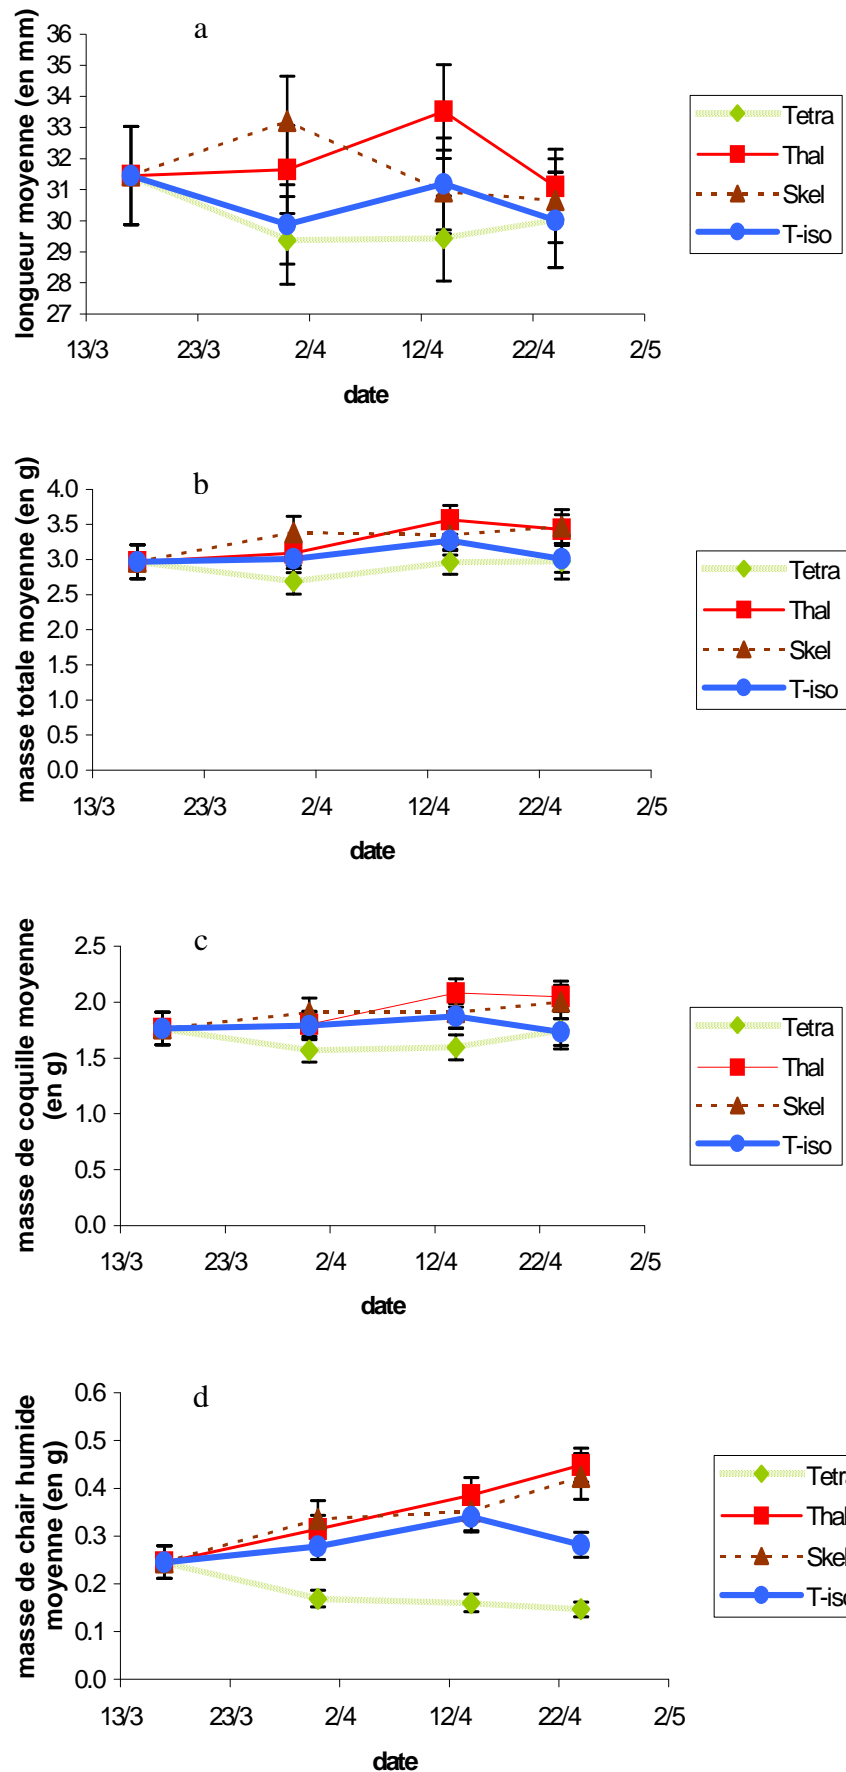 a
longueur moyenne (en mm)
36
35
34
33
32
31
30
29
28
27
13/3 23/3 2/4 12/4 22/4 2/5
date
Tetra
Thal
Skel
T-iso
b
masse totale moyenne (en g)
4.0
3.5
3.0
2.5
2.0
1.5
1.0
0.5
0.0
13/3 23/3 2/4 12/4 22/4 2/5
date
Tetra
Thal
Skel
T-iso
c
masse de coquille moyenne
(en g)
2.5
2.0
1.5
1.0
0.5
0.0
13/3 23/3 2/4 12/4 22/4 2/5
date
Tetra
Thal
Skel
T-iso
d
masse de chair humide
moyenne (en g)
0.6
0.5
0.4
0.3
0.2
0.1
0.0
13/3 23/3 2/4 12/4 22/4 2/5
date
Tetra
Thal
Skel
T-iso